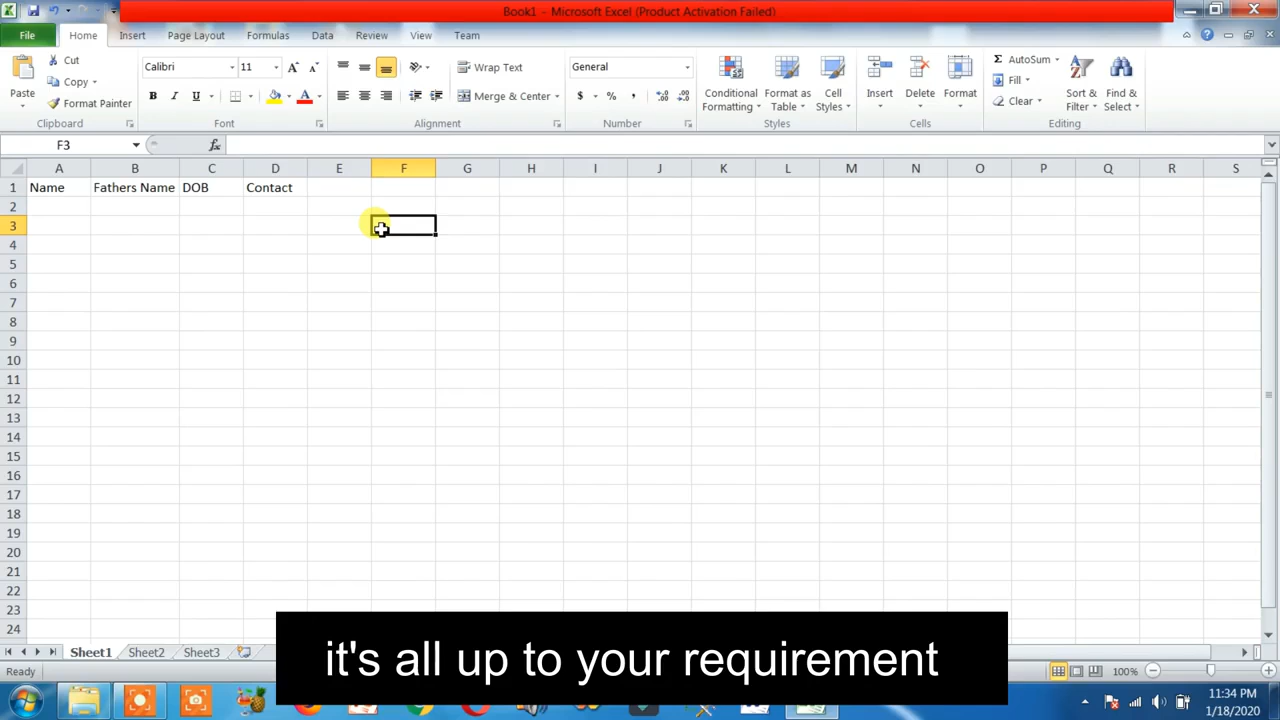 Book1 - Microsoft Excel (Product Activation Failed)
File Home Insert Page Layout Formulas Data Review View Team
Paste
Cut
Copy
Format Painter
Clipboard
Calibri 11
B I U
Font
Wrap Text
Merge & Center
Alignment
General
$ % ,
Number
Conditional Formatting
Format as Table
Cell Styles
Styles
Insert Delete Format
Cells
AutoSum
Fill
Clear
Sort & Filter
Find & Select
Editing
F3 fx
A B C D E F G H I J K L M N O P Q R S
1 Name Fathers Name DOB Contact
2
3
4
5
6
7
8
9
10
11
12
13
14
15
16
17
18
19
20
21
22
23
24
it's all up to your requirement
Sheet1 Sheet2 Sheet3
Ready 100%
11:34 PM
1/18/2020